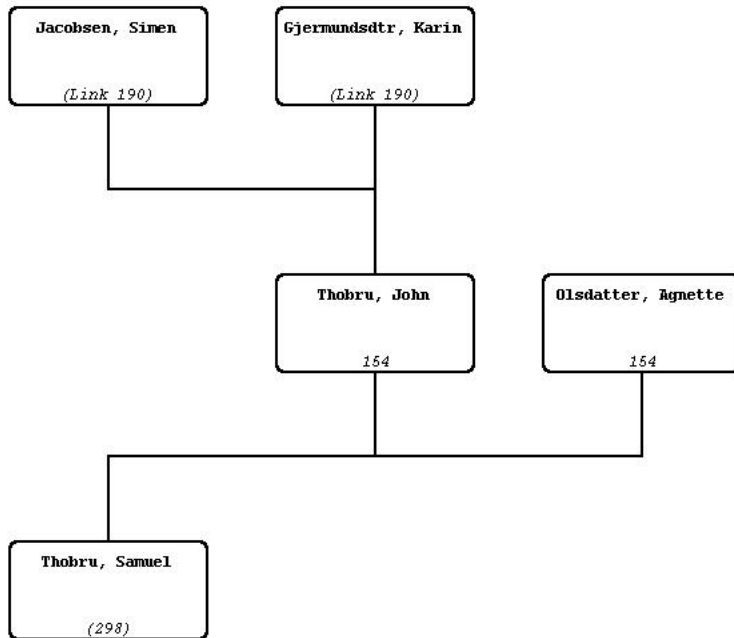 Jacobsen, Simen
(Link 190)
Gjermundsdtr, Karin
(Link 190)
Thobru, John
154
Olsdatter, Agnette
154
Thobru, Samuel
(298)